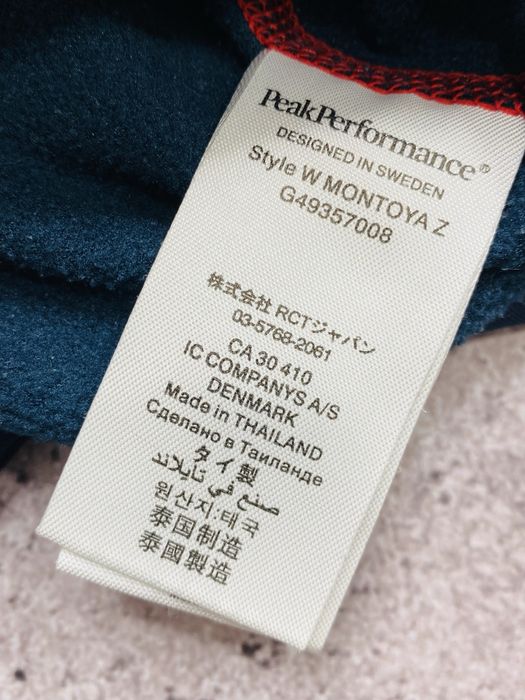 PeakPerformance®
DESIGNED IN SWEDEN
Style W MONTOYA Z
G49357008
株式会社 RCTジャパン
03-5768-2061
CA 30 410
IC COMPANYS A/S
DENMARK
Made in THAILAND
Сделано в Таиланде
タイ製
صنع في تايلاند
원산지:태국
泰国制造
泰國製造